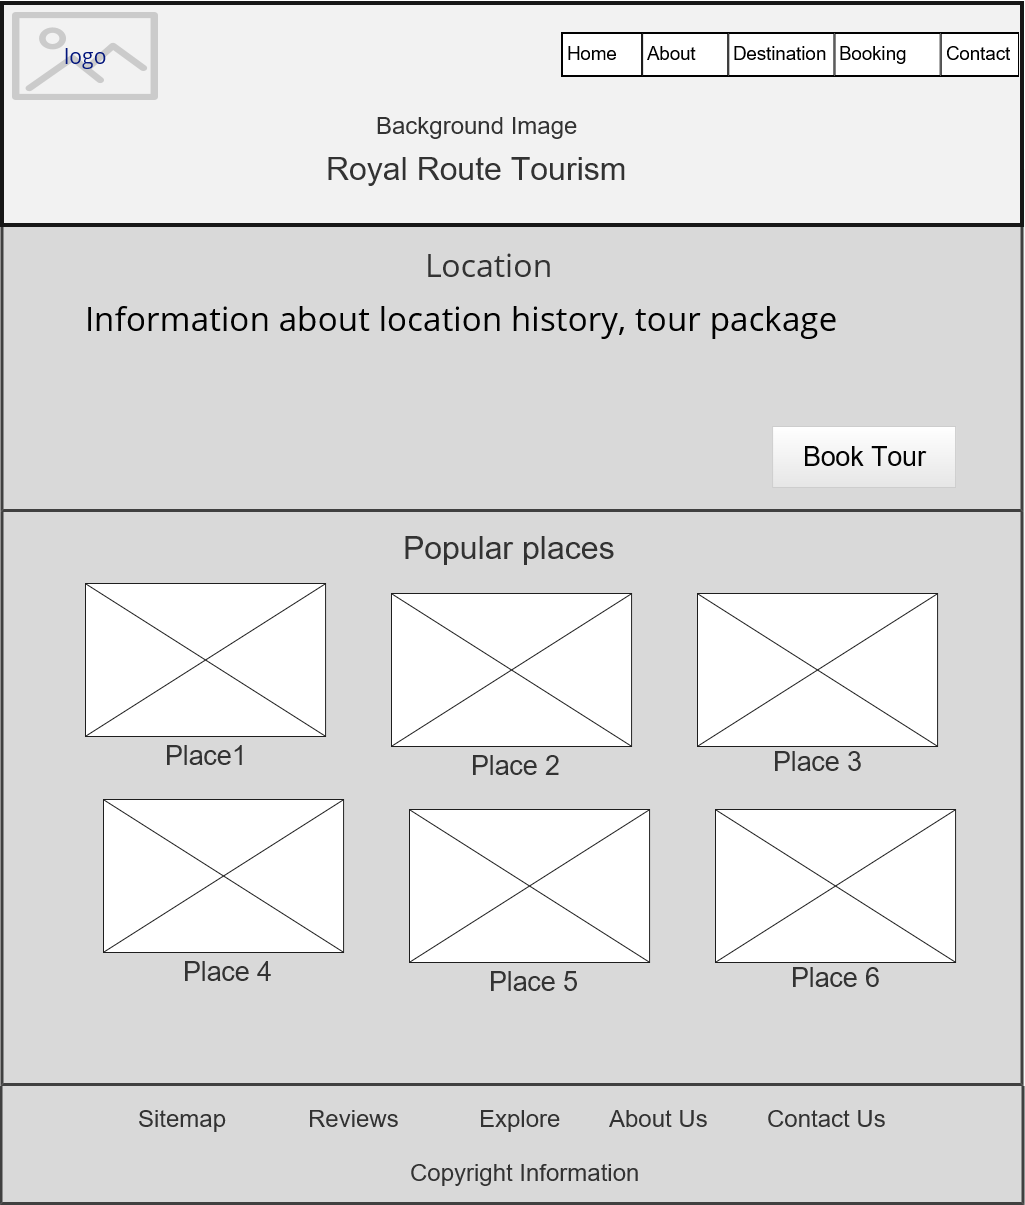 logo
Home About Destination Booking Contact
Background Image
Royal Route Tourism
Location
Information about location history, tour package
Book Tour
Popular places
Place1 Place 2 Place 3
Place 4 Place 5 Place 6
Sitemap Reviews Explore About Us Contact Us
Copyright Information